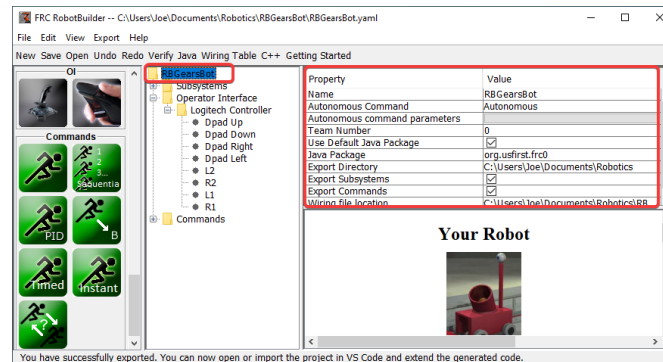 FRC RobotBuilder -- C:\Users\Joe\Documents\Robotics\RBGearsBot\RBGearsBot.yaml
File Edit View Export Help
New Save Open Undo Redo Verify Java Wiring Table C++ Getting Started
OI
Commands
1
2
3...
Sequentia
PID
B
Timed
Instant
?
RBGearsBot
Subsystems
Operator Interface
Logitech Controller
Dpad Up
Dpad Down
Dpad Right
Dpad Left
L2
R2
L1
R1
Commands
Property Value
Name RBGearsBot
Autonomous Command Autonomous
Autonomous command parameters
Team Number 0
Use Default Java Package
Java Package org.usfirst.frc0
Export Directory C:\Users\Joe\Documents\Robotics
Export Subsystems
Export Commands
Wiring file location C:\Users\Joe\Documents\Robotics\RB
Your Robot
You have successfully exported. You can now open or import the project in VS Code and extend the generated code.